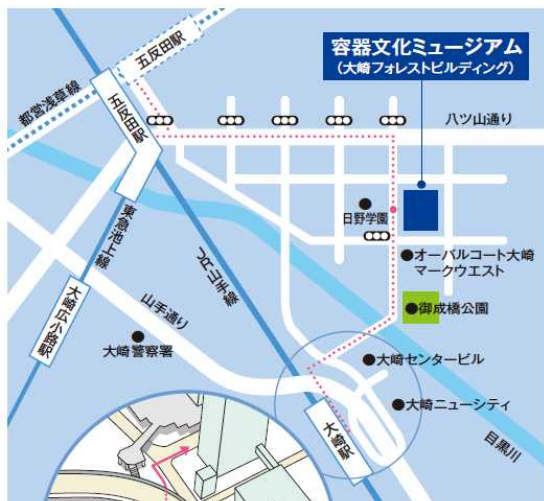 五反田駅
容器文化ミュージアム
(大崎フォレストビルディング)
都営浅草線
五反田駅
八ツ山通り
日野学園
東急池上線
JR山手線
オーバルコート大崎
マークウエスト
大崎広小路駅
山手通り
御成橋公園
大崎警察署
大崎センタービル
大崎ニューシティ
大崎駅
目黒川